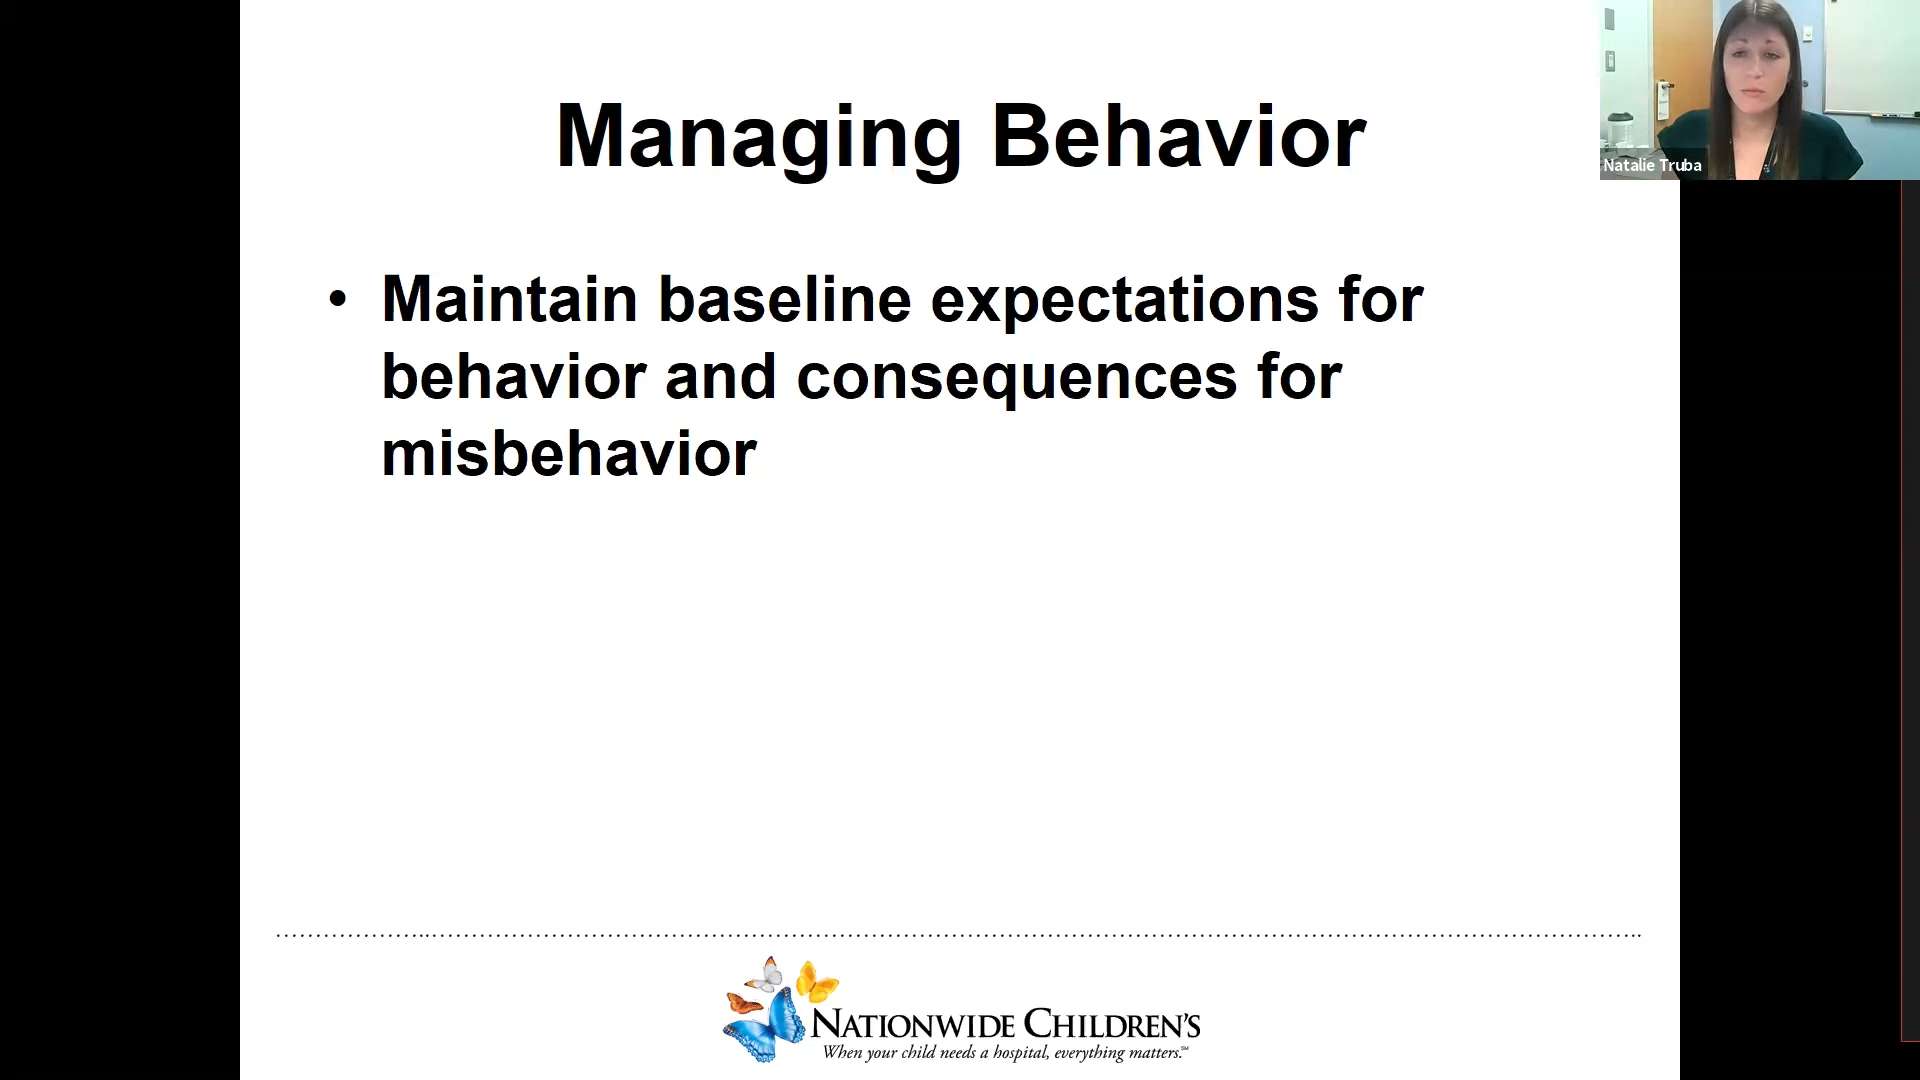 Managing Behavior
Natalie Truba
• Maintain baseline expectations for
behavior and consequences for
misbehavior
NATIONWIDE CHILDREN'S
When your child needs a hospital, everything matters.℠